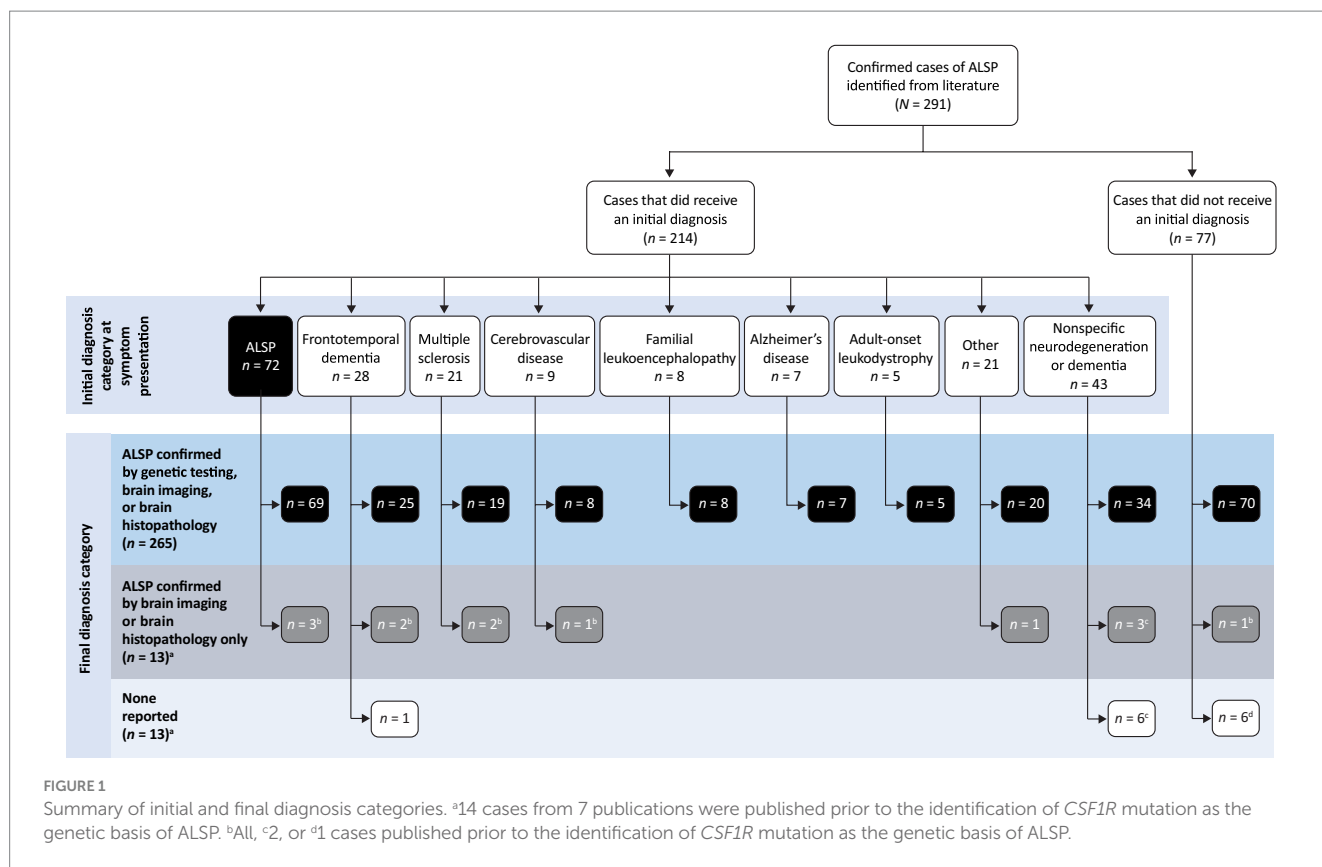 Confirmed cases of ALSP
identified from literature
(N = 291)
Cases that did receive
an initial diagnosis
(n = 214)
Cases that did not receive
an initial diagnosis
(n = 77)
Initial diagnosis
category at
symptom
presentation
ALSP
n = 72
Frontotemporal
dementia
n = 28
Multiple
sclerosis
n = 21
Cerebrovascular
disease
n = 9
Familial
leukoencephalopathy
n = 8
Alzheimer’s
disease
n = 7
Adult-onset
leukodystrophy
n = 5
Other
n = 21
Nonspecific
neurodegeneration
or dementia
n = 43
Final diagnosis category
ALSP confirmed
by genetic testing,
brain imaging,
or brain
histopathology
(n = 265)
n = 69
n = 25
n = 19
n = 8
n = 8
n = 7
n = 5
n = 20
n = 34
n = 70
ALSP confirmed
by brain imaging
or brain
histopathology only
(n = 13)ᵃ
n = 3ᵇ
n = 2ᵇ
n = 2ᵇ
n = 1ᵇ
n = 1
n = 3ᶜ
n = 1ᵇ
None
reported
(n = 13)ᵃ
n = 1
n = 6ᶜ
n = 6ᵈ
FIGURE 1
Summary of initial and final diagnosis categories. ᵃ14 cases from 7 publications were published prior to the identification of CSF1R mutation as the
genetic basis of ALSP. ᵇAll, ᶜ2, or ᵈ1 cases published prior to the identification of CSF1R mutation as the genetic basis of ALSP.